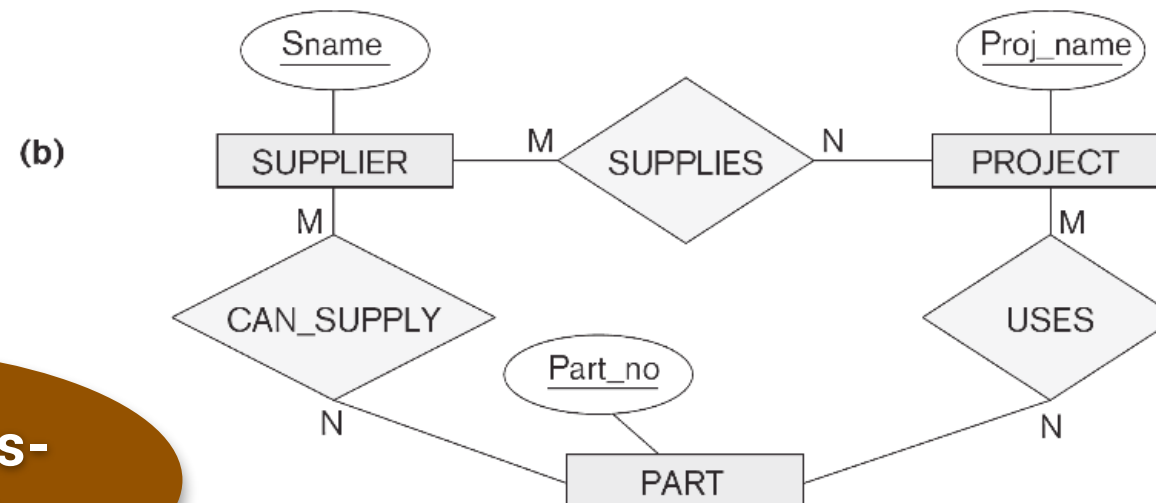 Sname
Proj_name
(b)
SUPPLIER
M
SUPPLIES
N
PROJECT
M
M
CAN_SUPPLY
USES
Part_no
N
N
s-
PART